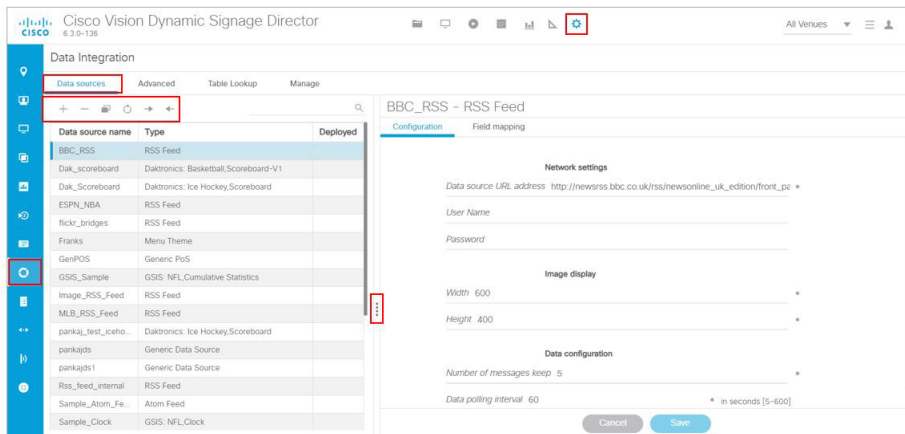 Cisco Vision Dynamic Signage Director
CISCO 6.3.0-136
All Venues
Data Integration
Data sources Advanced Table Lookup Manage
BBC_RSS - RSS Feed
Configuration Field mapping
Data source name Type Deployed
BBC_RSS RSS Feed
Dak_scoreboard Daktronics: Basketball,Scoreboard-V1
Dak_Scoreboard Daktronics: Ice Hockey,Scoreboard
ESPN_NBA RSS Feed
flickr_bridges RSS Feed
Franks Menu Theme
GenPOS Generic PoS
GSIS_Sample GSIS: NFL,Cumulative Statistics
Image_RSS_Feed RSS Feed
MLB_RSS_Feed RSS Feed
pankaj_test_iceho... Daktronics: Ice Hockey,Scoreboard
pankajds Generic Data Source
pankajds1 Generic Data Source
Rss_feed_internal RSS Feed
Sample_Atom_Fe... Atom Feed
Sample_Clock GSIS: NFL,Clock
Network settings
Data source URL address http://newsrss.bbc.co.uk/rss/newsonline_uk_edition/front_pa *
User Name
Password
Image display
Width 600 *
Height 400 *
Data configuration
Number of messages keep 5 *
Data polling interval 60 * in seconds [5-600]
Cancel Save